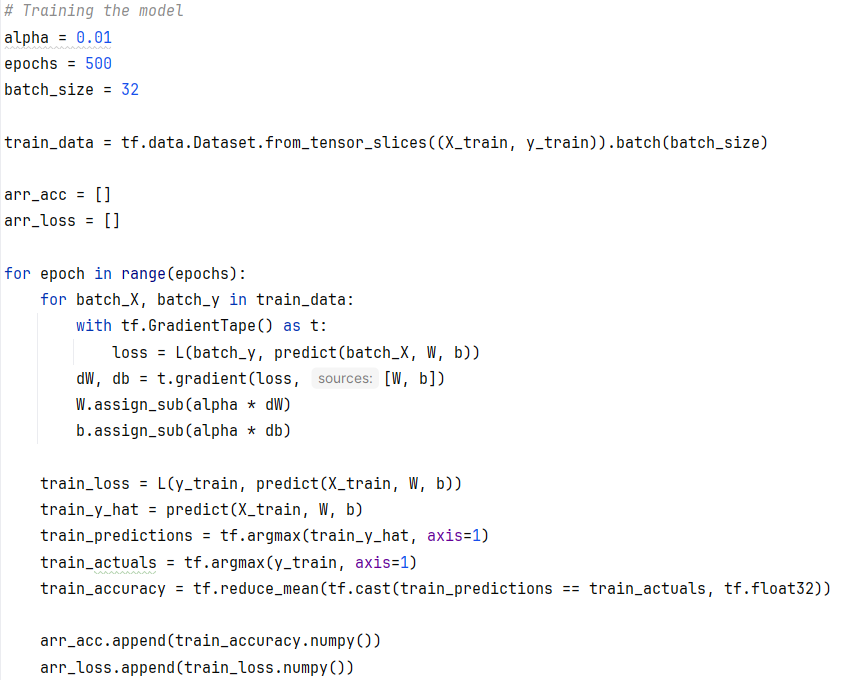 # Training the model
alpha = 0.01
epochs = 500
batch_size = 32
train_data = tf.data.Dataset.from_tensor_slices((X_train, y_train)).batch(batch_size)
arr_acc = []
arr_loss = []
for epoch in range(epochs):
    for batch_X, batch_y in train_data:
        with tf.GradientTape() as t:
            loss = L(batch_y, predict(batch_X, W, b))
        dW, db = t.gradient(loss, sources: [W, b])
        W.assign_sub(alpha * dW)
        b.assign_sub(alpha * db)
    train_loss = L(y_train, predict(X_train, W, b))
    train_y_hat = predict(X_train, W, b)
    train_predictions = tf.argmax(train_y_hat, axis=1)
    train_actuals = tf.argmax(y_train, axis=1)
    train_accuracy = tf.reduce_mean(tf.cast(train_predictions == train_actuals, tf.float32))
    arr_acc.append(train_accuracy.numpy())
    arr_loss.append(train_loss.numpy())